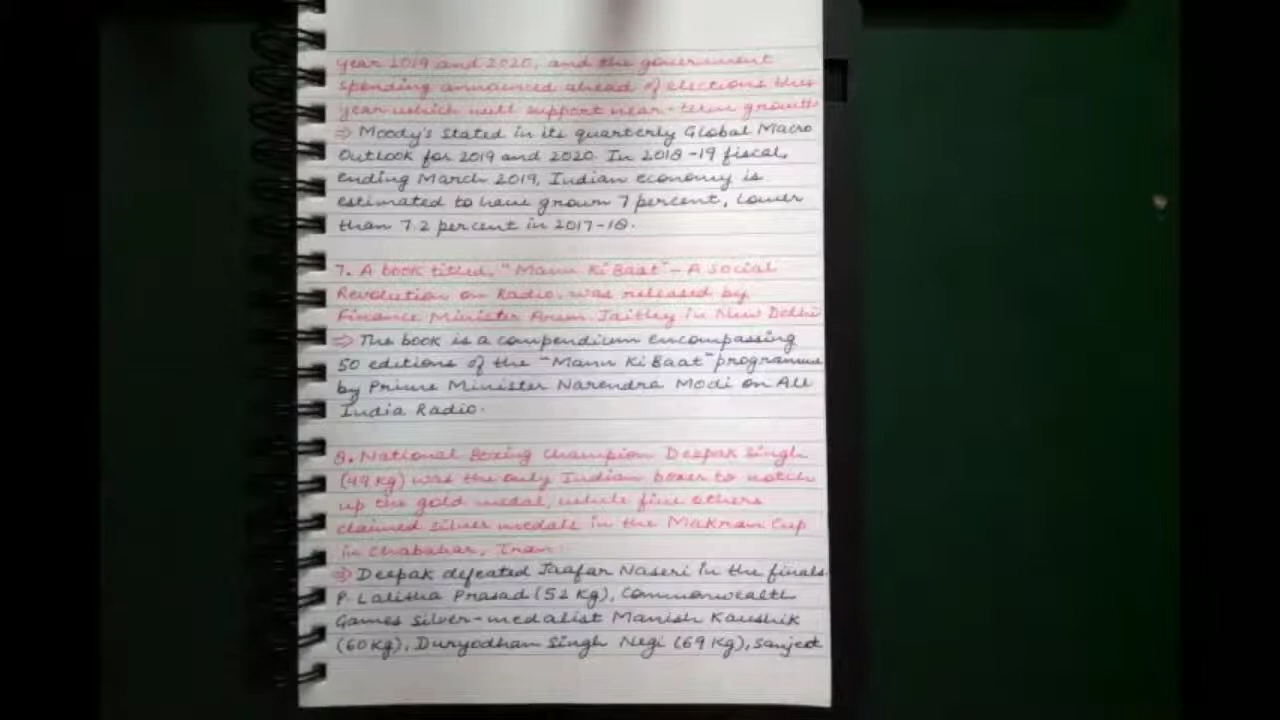 year 2019 and 2020, and the government
spending announced ahead of elections this
year which will support near-term growth
⇒ Moody's stated in its quarterly Global Macro
Outlook for 2019 and 2020. In 2018-19 fiscal,
ending March 2019, Indian economy is
estimated to have grown 7 percent, lower
than 7.2 percent in 2017-18.
7. A book titled, "Mann Ki Baat" - A Social
Revolution on Radio, was released by
Finance Minister Arun Jaitley in New Delhi
⇒ The book is a compendium encompassing
50 editions of the "Mann Ki Baat" programme
by Prime Minister Narendra Modi on All
India Radio.
8. National Boxing Champion Deepak Singh
(49 Kg) was the only Indian boxer to notch
up the gold medal, while five others
claimed silver medals in the Makran Cup
in Chabahar, Iran.
⇒ Deepak defeated Jaafar Naseri in the finals.
P. Lalitha Prasad (52 Kg), Commonwealth
Games silver-medalist Manish Kaushik
(60 Kg), Duryodhan Singh Negi (69 Kg), Sanjeet